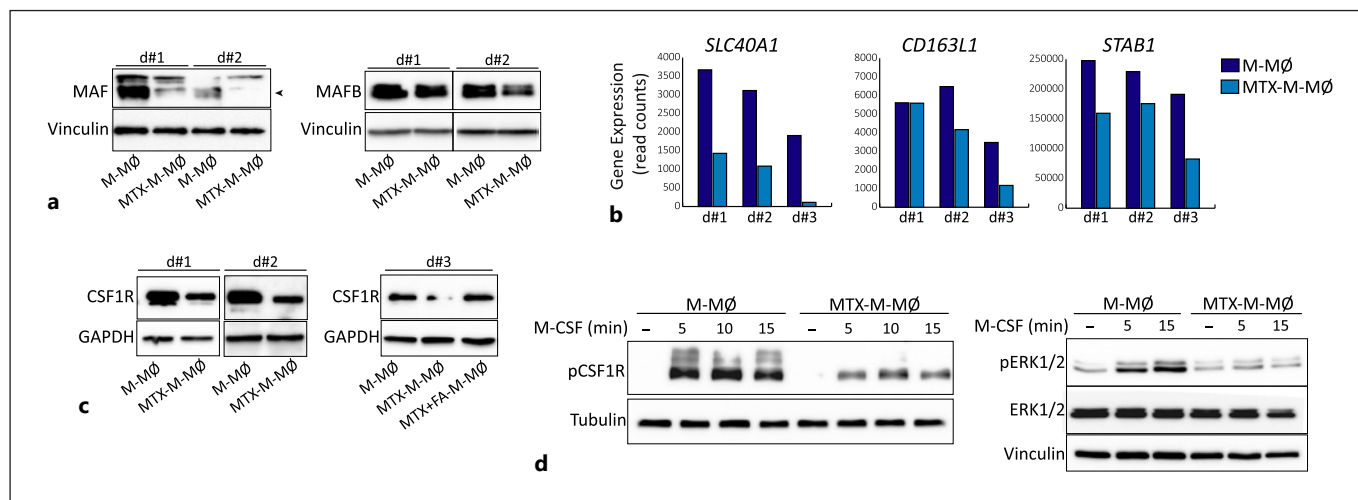 d#1 d#2
MAF
Vinculin
M-MØ MTX-M-MØ M-MØ MTX-M-MØ
a
d#1 d#2
MAFB
Vinculin
M-MØ MTX-M-MØ M-MØ MTX-M-MØ
SLC40A1 CD163L1 STAB1
M-MØ
MTX-M-MØ
Gene Expression
(read counts)
4000
3500
3000
2500
2000
1500
1000
500
0
d#1 d#2 d#3
8000
7000
6000
5000
4000
3000
2000
1000
0
d#1 d#2 d#3
250000
200000
150000
100000
50000
0
d#1 d#2 d#3
b
d#1 d#2
CSF1R
GAPDH
M-MØ MTX-M-MØ M-MØ MTX-M-MØ
d#3
CSF1R
GAPDH
M-MØ MTX-M-MØ MTX+FA-M-MØ
c
M-MØ MTX-M-MØ
M-CSF (min) – 5 10 15 – 5 10 15
pCSF1R
Tubulin
M-MØ MTX-M-MØ
M-CSF (min) – 5 15 – 5 15
pERK1/2
ERK1/2
Vinculin
d